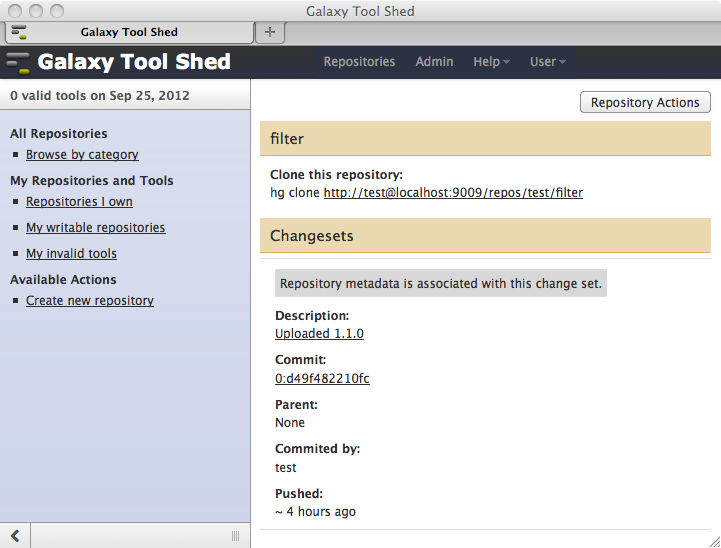 Galaxy Tool Shed
Galaxy Tool Shed
Galaxy Tool Shed
Repositories Admin Help User
0 valid tools on Sep 25, 2012
All Repositories
Browse by category
My Repositories and Tools
Repositories I own
My writable repositories
My invalid tools
Available Actions
Create new repository
Repository Actions
filter
Clone this repository:
hg clone http://test@localhost:9009/repos/test/filter
Changesets
Repository metadata is associated with this change set.
Description:
Uploaded 1.1.0
Commit:
0:d49f482210fc
Parent:
None
Commited by:
test
Pushed:
~ 4 hours ago